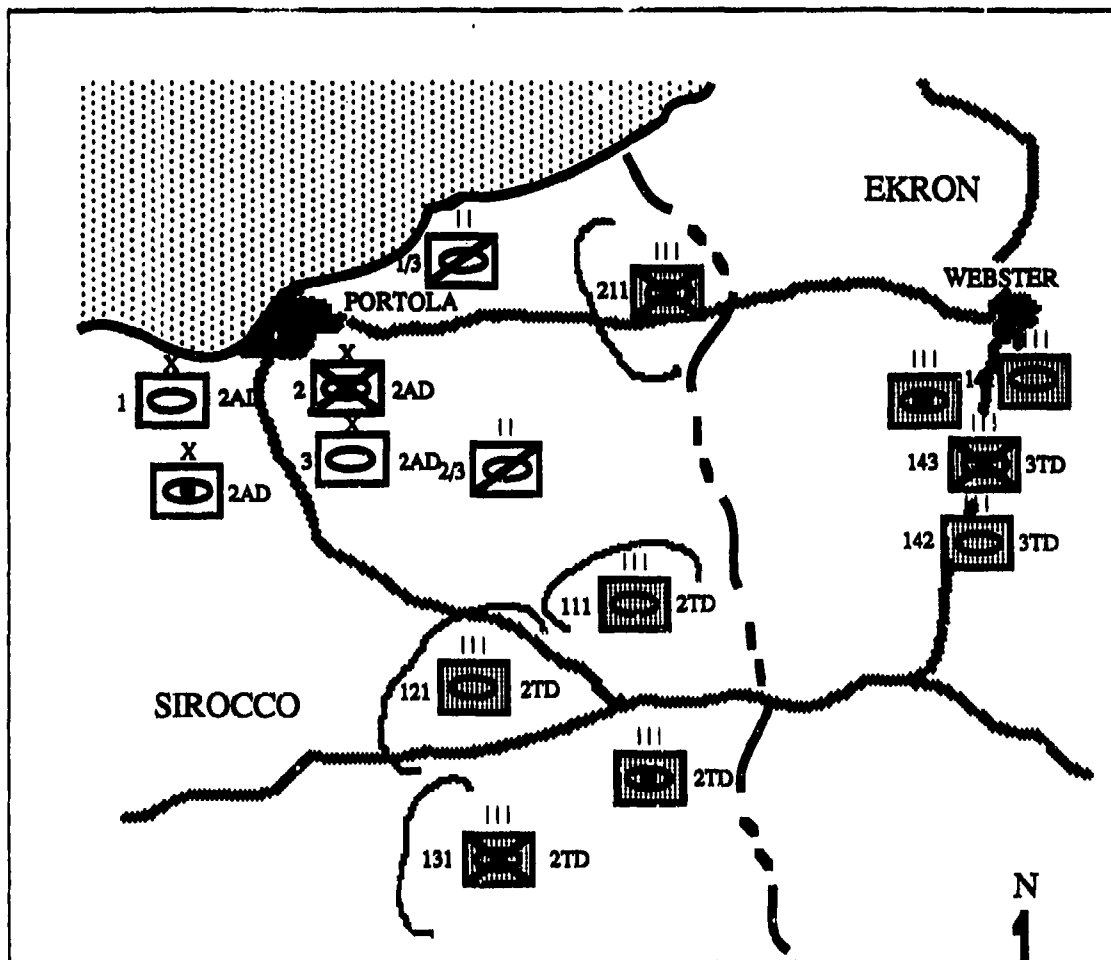 EKRON
II
1/3
III
211
WEBSTER
PORTOLA
X
1
2AD
X
2
2AD
III
III
X
3
2AD
II
2/3
III
143
3TD
X
2AD
III
142
3TD
III
111
2TD
III
121
2TD
SIROCCO
III
2TD
III
131
2TD
N